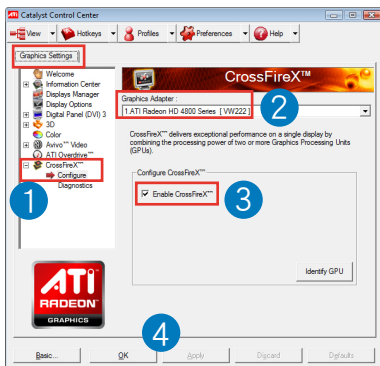 ATI Catalyst Control Center
View Hotkeys Profiles Preferences Help
Graphics Settings
Welcome
Information Center
Displays Manager
Display Options
Digital Panel (DVI) 3
3D
Color
Avivo™ Video
ATI Overdrive™
CrossFireX™
Configure
Diagnostics
1
CrossFireX™
Graphics Adapter :
1.ATI Radeon HD 4800 Series [ VW222 ]
2
CrossFireX™ delivers exceptional performance on a single display by
combining the processing power of two or more Graphics Processing Units
(GPUs).
Configure CrossFireX™
Enable CrossFireX™
3
Identify GPU
ATI
RADEON
GRAPHICS
4
Basic... OK Apply Discard Defaults